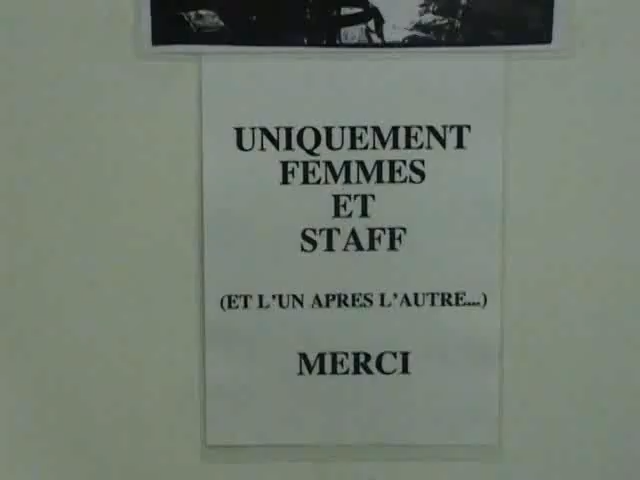 UNIQUEMENT
FEMMES
ET
STAFF
(ET L'UN APRES L'AUTRE...)
MERCI